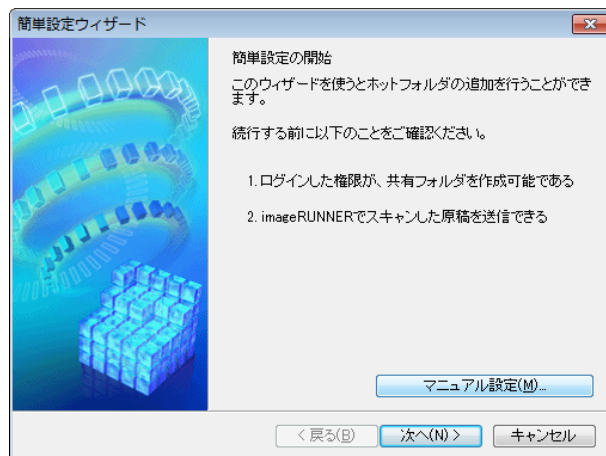 簡単設定ウィザード
簡単設定の開始
このウィザードを使うとホットフォルダの追加を行うことができ
ます。
続行する前に以下のことをご確認ください。
1. ログインした権限が、共有フォルダを作成可能である
2. imageRUNNERでスキャンした原稿を送信できる
マニュアル設定(M)...
< 戻る(B)
次へ(N) >
キャンセル